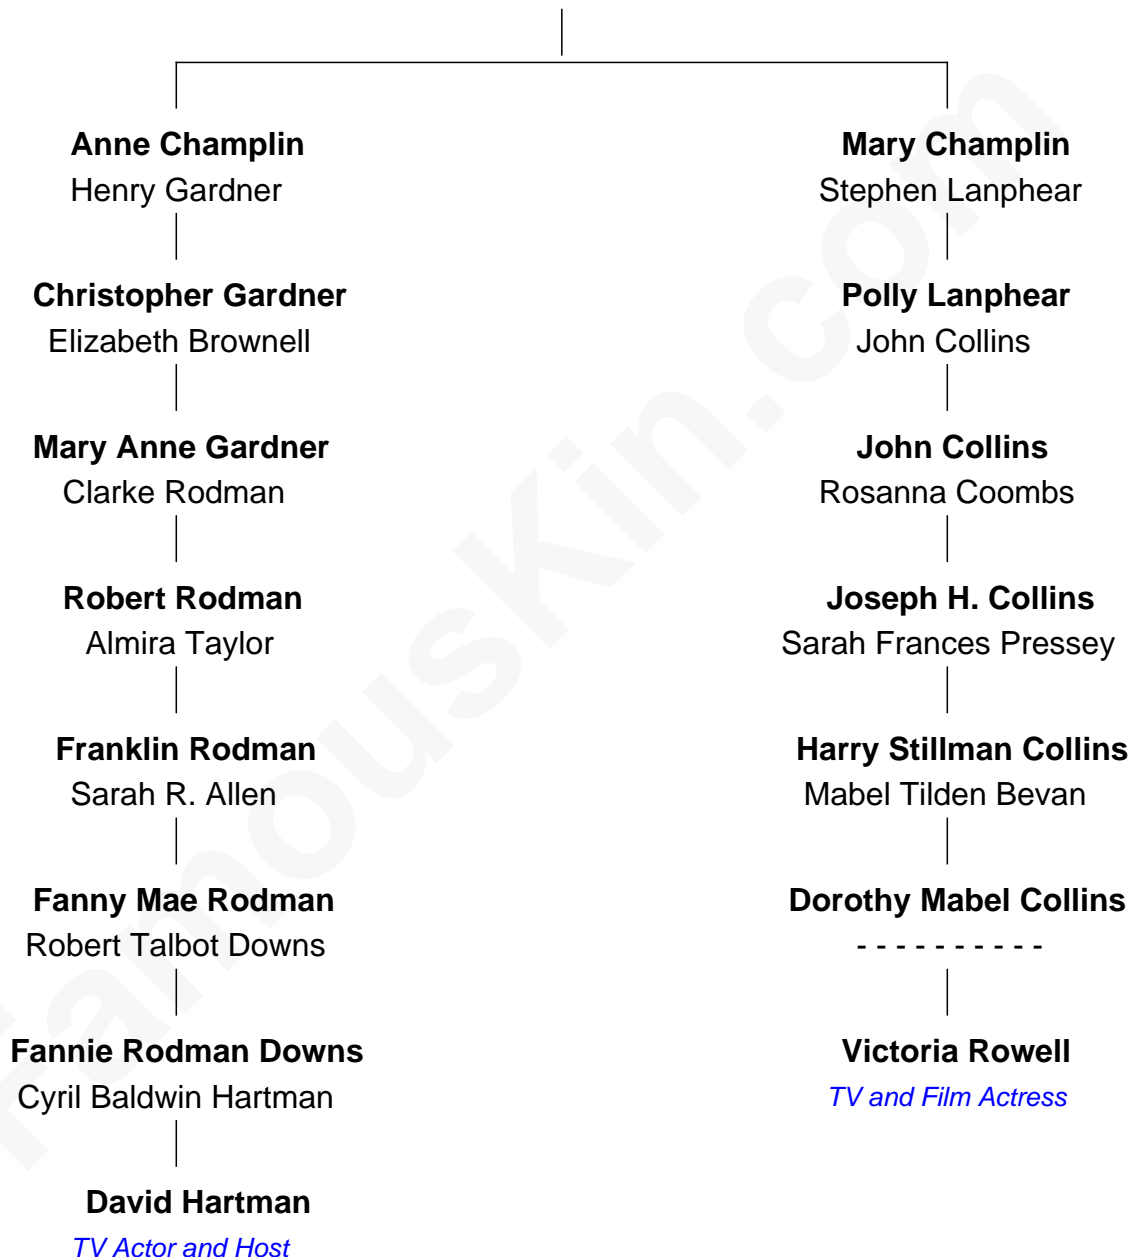 Anne Champlin
Henry Gardner
Mary Champlin
Stephen Lanphear
Christopher Gardner
Elizabeth Brownell
Polly Lanphear
John Collins
Mary Anne Gardner
Clarke Rodman
John Collins
Rosanna Coombs
Robert Rodman
Almira Taylor
Joseph H. Collins
Sarah Frances Pressey
Franklin Rodman
Sarah R. Allen
Harry Stillman Collins
Mabel Tilden Bevan
Fanny Mae Rodman
Robert Talbot Downs
Dorothy Mabel Collins
- - - - - - - - - -
Fannie Rodman Downs
Cyril Baldwin Hartman
Victoria Rowell
TV and Film Actress
David Hartman
TV Actor and Host
FamousKin.com